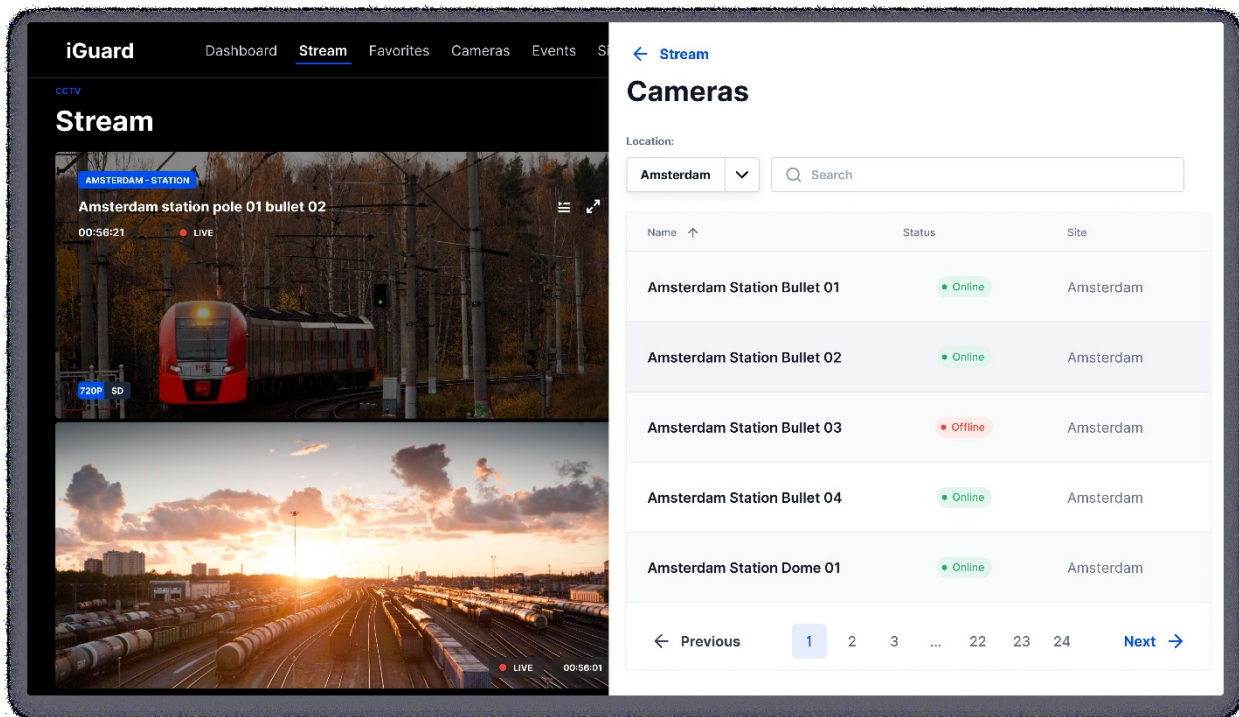 iGuard Dashboard Stream Favorites Cameras Events
CCTV
Stream
AMSTERDAM - STATION
Amsterdam station pole 01 bullet 02
00:56:21 LIVE
720P SD
LIVE 00:56:01
Stream
Cameras
Location:
Amsterdam Search
Name Status Site
Amsterdam Station Bullet 01 Online Amsterdam
Amsterdam Station Bullet 02 Online Amsterdam
Amsterdam Station Bullet 03 Offline Amsterdam
Amsterdam Station Bullet 04 Online Amsterdam
Amsterdam Station Dome 01 Online Amsterdam
Previous 1 2 3 ... 22 23 24 Next